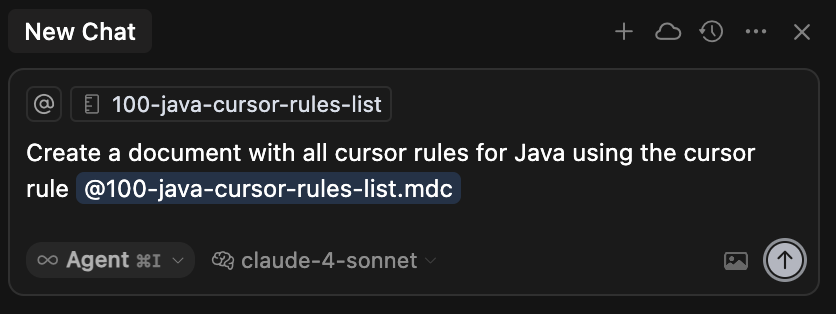 New Chat
@ 100-java-cursor-rules-list
Create a document with all cursor rules for Java using the cursor
rule @100-java-cursor-rules-list.mdc
∞ Agent ⌘I claude-4-sonnet